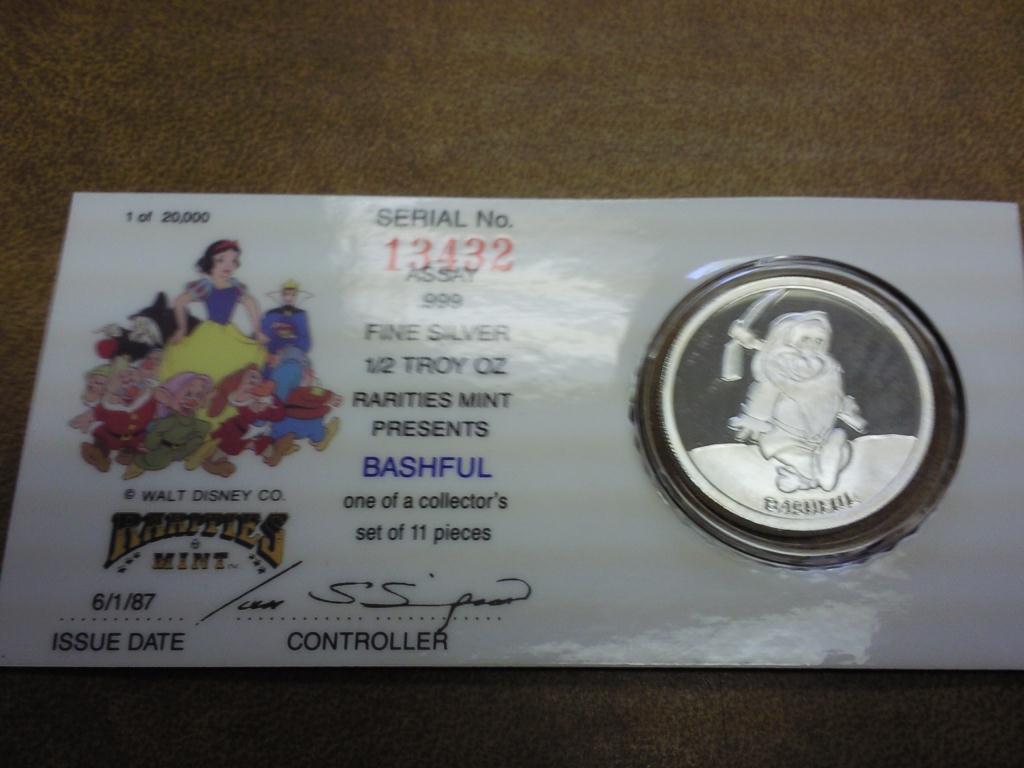 1 of 20,000
SERIAL No.
13432
ASSAY
.999
FINE SILVER
1/2 TROY OZ
RARITIES MINT
PRESENTS
BASHFUL
one of a collector's
set of 11 pieces
© WALT DISNEY CO.
RARITIES
MINT™
6/1/87
ISSUE DATE
CONTROLLER
BASHFUL